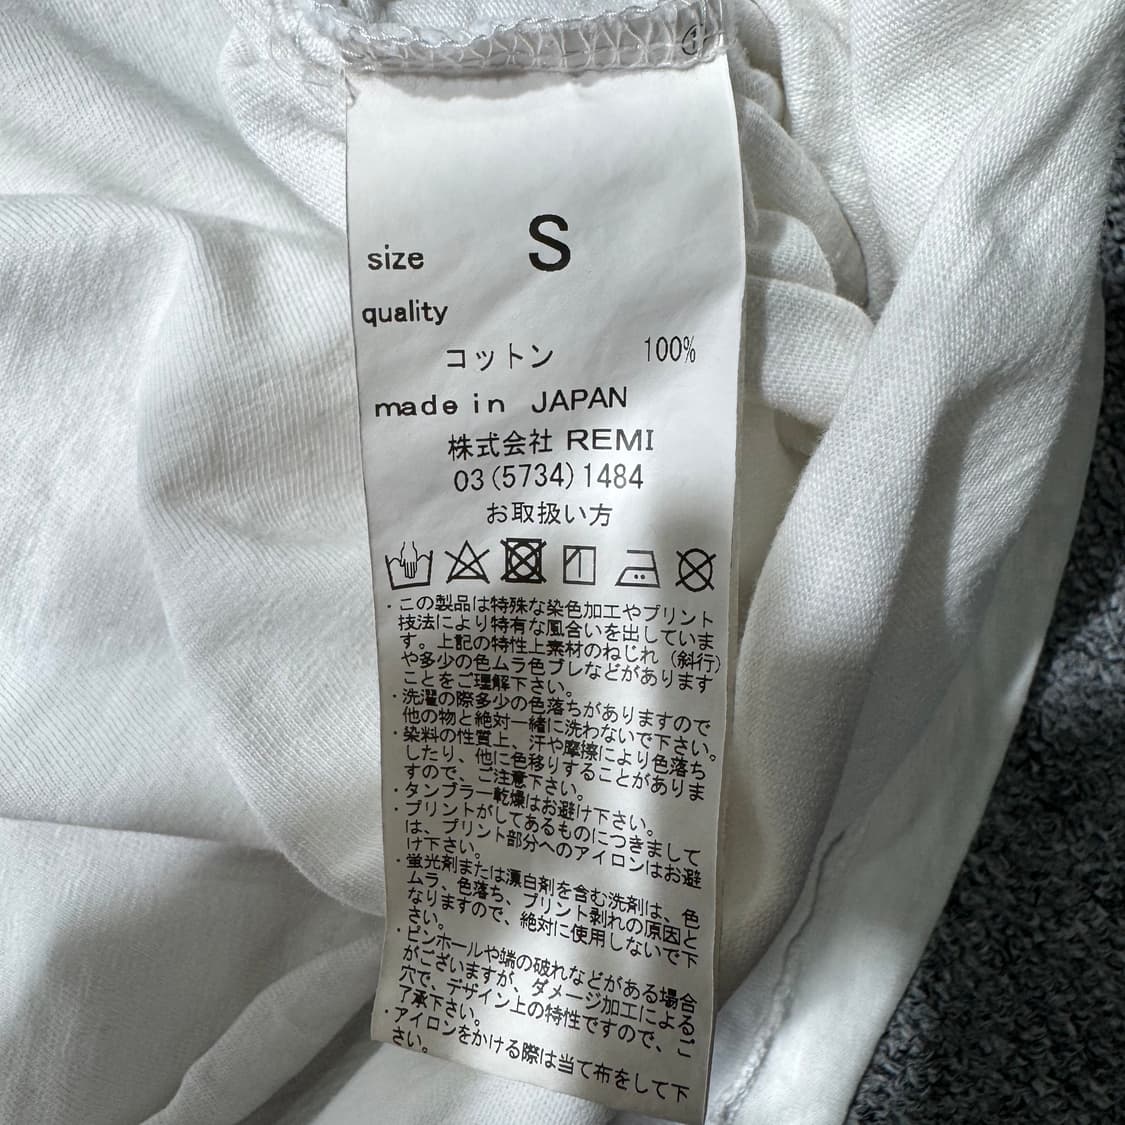 size S
quality
コットン 100%
made in JAPAN
株式会社 REMI
03(5734)1484
お取扱い方
・この製品は特殊な染色加工やプリント
技法により特有な風合いを出していま
す。上記の特性上素材のねじれ（斜行）
や多少の色ムラ色ブレなどがあります
ことをご理解下さい。
・洗濯の際多少の色落ちがありますので
他の物と絶対一緒に洗わないで下さい。
・染料の性質上、汗や摩擦により色落ち
したり、他に色移りすることがありま
すので、ご注意下さい。
・タンブラー乾燥はお避け下さい。
・プリントがしてあるものにつきまして
は、プリント部分へのアイロンはお避
け下さい。
・蛍光剤または漂白剤を含む洗剤は、色
ムラ、色落ち、プリント剥れの原因と
なりますので、絶対に使用しないで下
さい。
・ピンホールや端の破れなどがある場合
がございますが、ダメージ加工による
穴で、デザイン上の特性ですので、ご
了承下さい。
・アイロンをかける際は当て布をして下
さい。